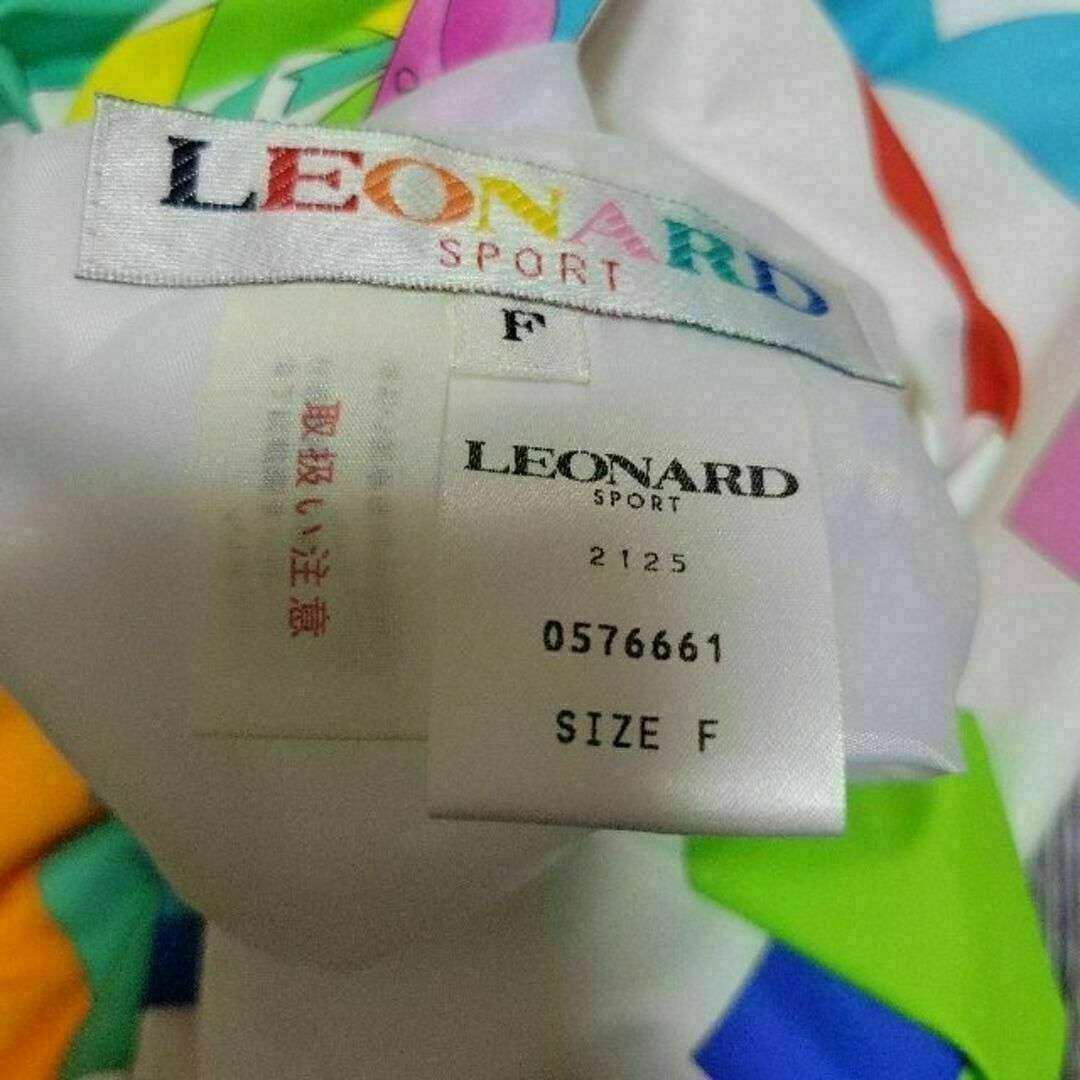 LEONARD
SPORT
F
LEONARD
SPORT
2125
0576661
SIZE F
取扱い注意